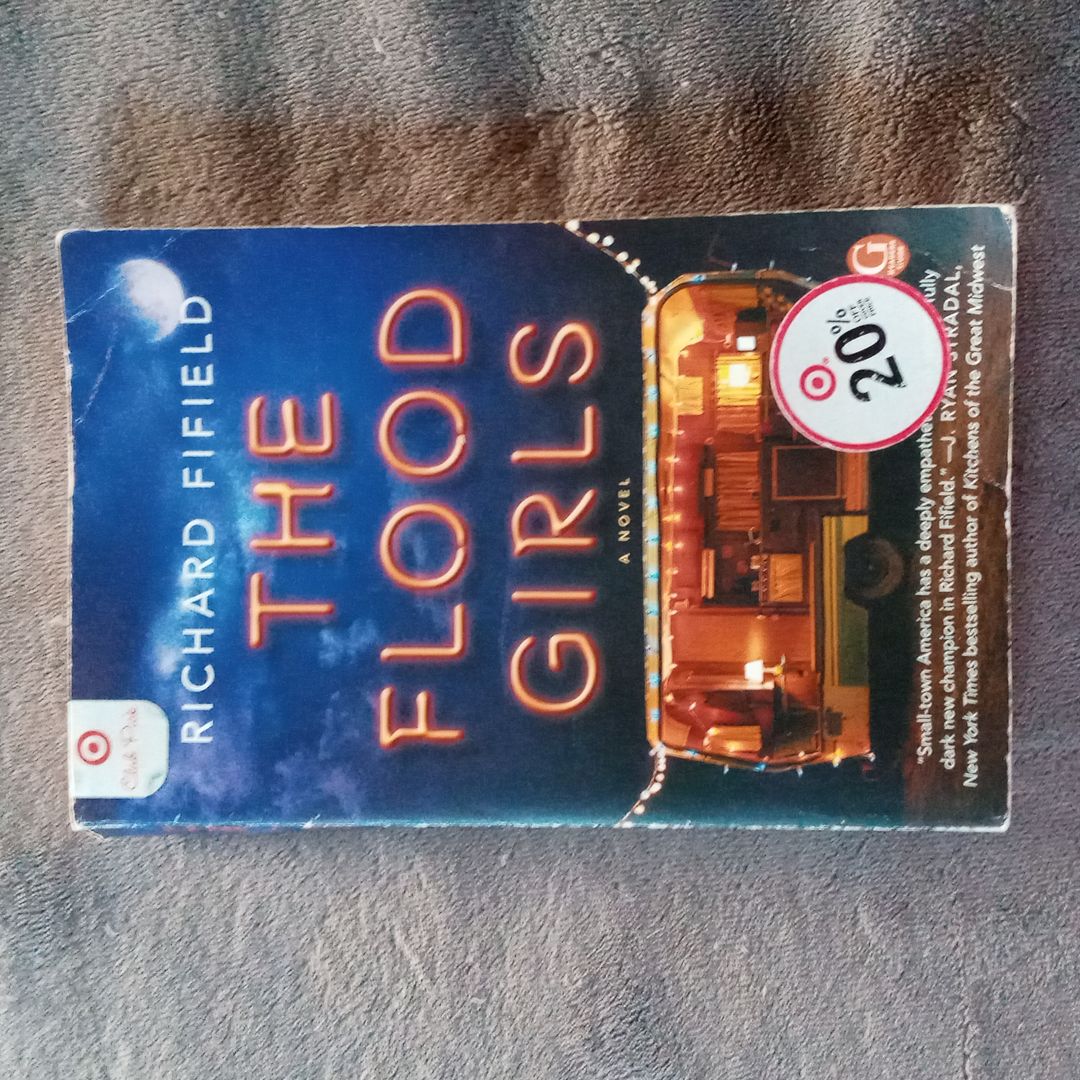 Club Pick
RICHARD FIFIELD
THE
FLOOD
GIRLS
A NOVEL
G
20%
OFF
"Small-town America has a deeply
dark new champion in Richard Fifield." —J. RYAN STRADAL,
New York Times bestselling author of Kitchens of the Great Midwest